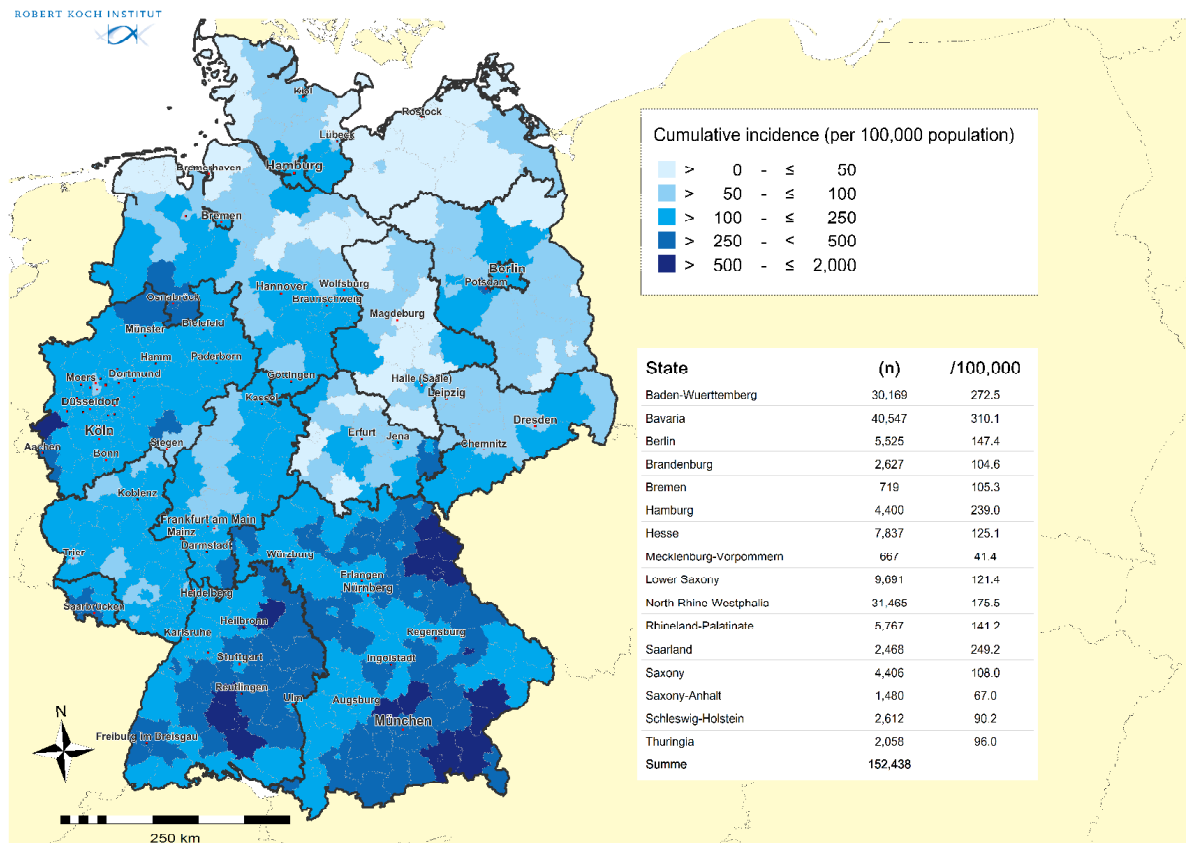 ROBERT KOCH INSTITUT
Kiel
Rostock
Lübeck
Bremerhaven
Hamburg
Bremen
Berlin
Potsdam
Hannover
Wolfsburg
Braunschweig
Osnabrück
Magdeburg
Münster
Bielefeld
Hamm
Paderborn
Moers
Dortmund
Göttingen
Halle (Saale)
Kassel
Leipzig
Düsseldorf
Köln
Erfurt
Jena
Dresden
Siegen
Chemnitz
Aachen
Bonn
Koblenz
Frankfurt am Main
Mainz
Darmstadt
Trier
Würzburg
Erlangen
Nürnberg
Heidelberg
Saarbrücken
Heilbronn
Karlsruhe
Regensburg
Stuttgart
Ingolstadt
Reutlingen
Ulm
Augsburg
München
Freiburg im Breisgau
N
250 km
Cumulative incidence (per 100,000 population)
> 0 - ≤ 50
> 50 - ≤ 100
> 100 - ≤ 250
> 250 - < 500
> 500 - ≤ 2,000
State (n) /100,000
Baden-Wuerttemberg 30,169 272.5
Bavaria 40,547 310.1
Berlin 5,525 147.4
Brandenburg 2,627 104.6
Bremen 719 105.3
Hamburg 4,400 239.0
Hesse 7,837 125.1
Mecklenburg-Vorpommern 667 41.4
Lower Saxony 9,691 121.4
North Rhine-Westphalia 31,465 175.5
Rhineland-Palatinate 5,767 141.2
Saarland 2,468 249.2
Saxony 4,406 108.0
Saxony-Anhalt 1,480 67.0
Schleswig-Holstein 2,612 90.2
Thuringia 2,058 96.0
Summe 152,438